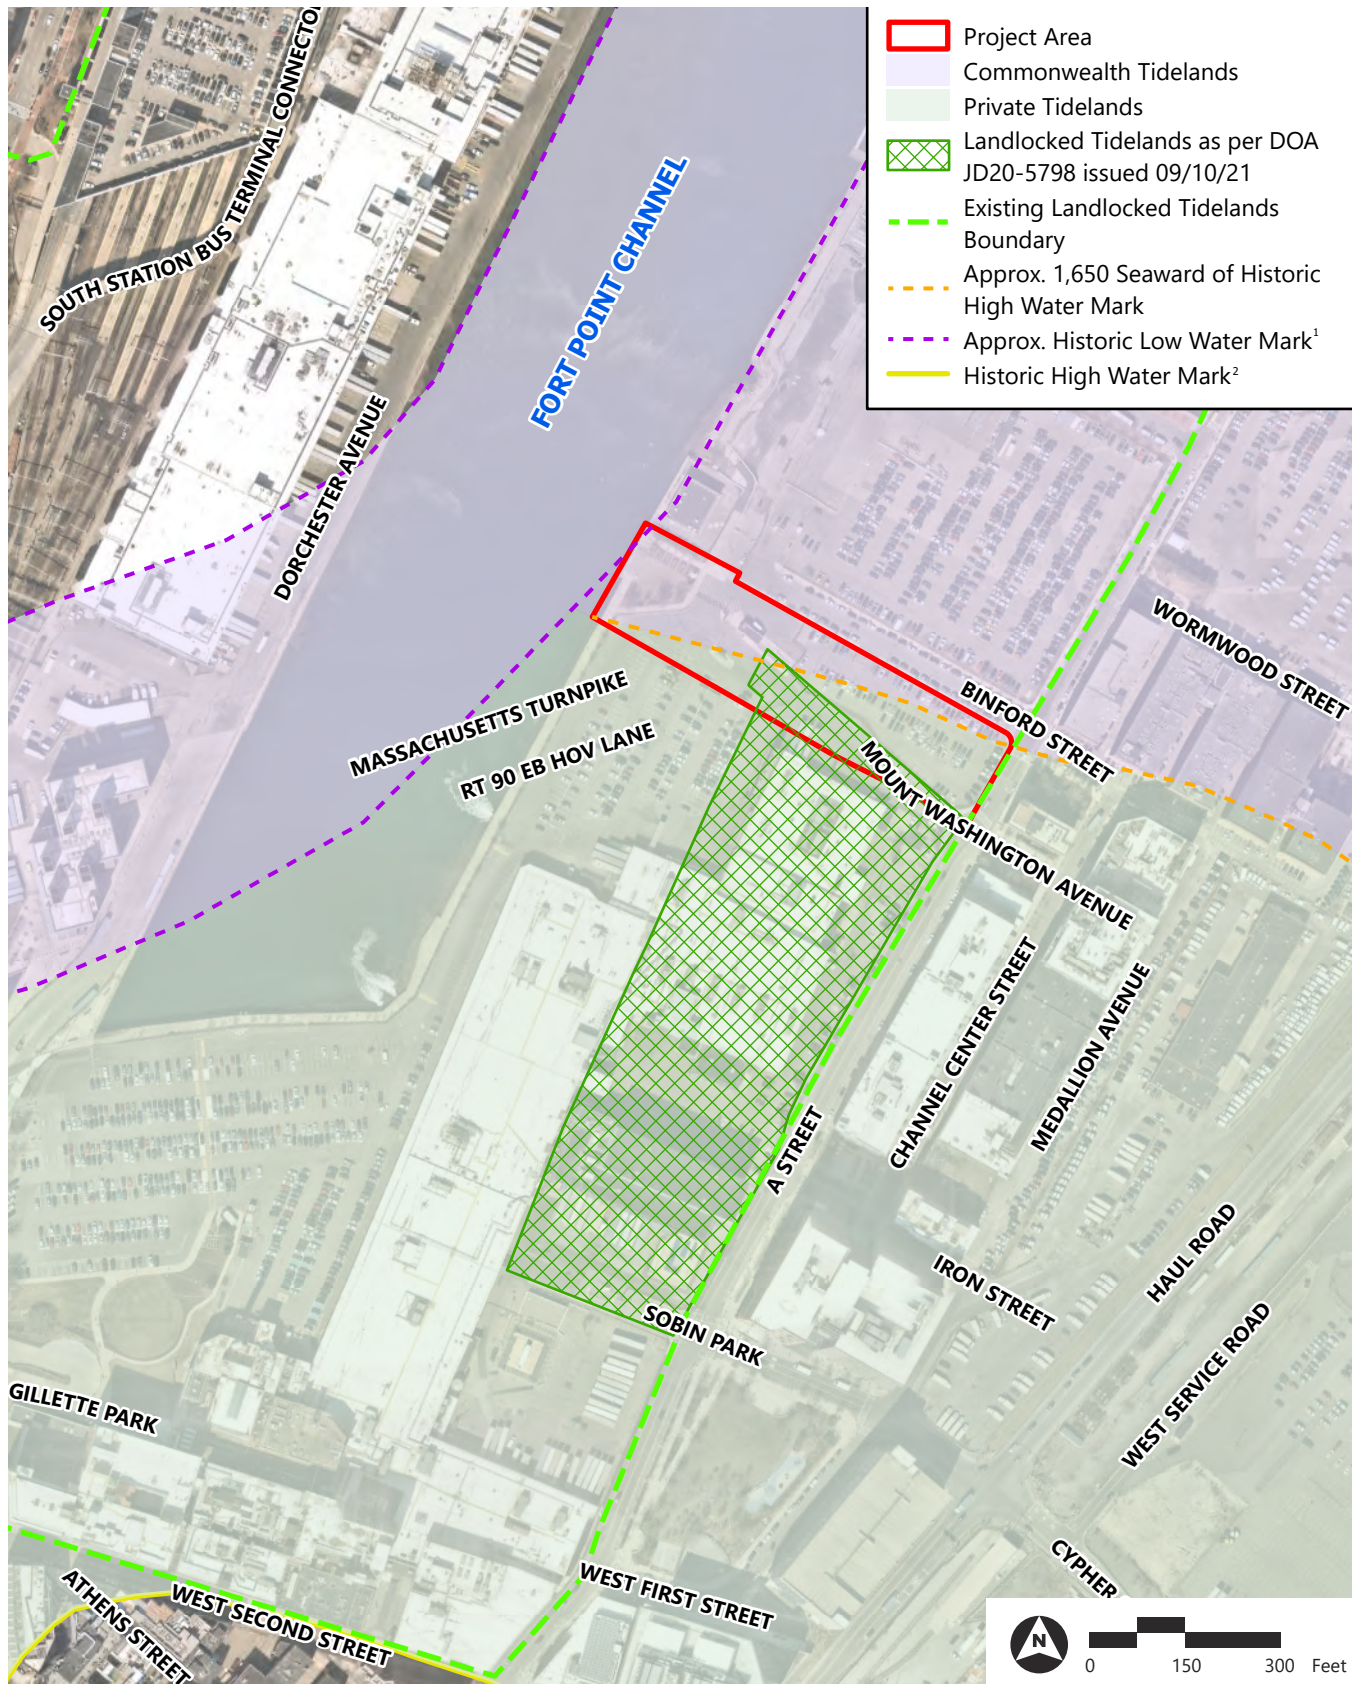 Project Area
Commonwealth Tidelands
Private Tidelands
Landlocked Tidelands as per DOA
JD20-5798 issued 09/10/21
Existing Landlocked Tidelands
Boundary
Approx. 1,650 Seaward of Historic
High Water Mark
Approx. Historic Low Water Mark¹
Historic High Water Mark²
SOUTH STATION BUS TERMINAL CONNECTOR
FORT POINT CHANNEL
DORCHESTER AVENUE
WORMWOOD STREET
BINFORD STREET
MASSACHUSETTS TURNPIKE
RT 90 EB HOV LANE
MOUNT WASHINGTON AVENUE
CHANNEL CENTER STREET
MEDALLION AVENUE
A STREET
HAUL ROAD
IRON STREET
SOBIN PARK
WEST SERVICE ROAD
GILLETTE PARK
CYPHER
WEST FIRST STREET
ATHENS STREET
WEST SECOND STREET
N
0 150 300 Feet